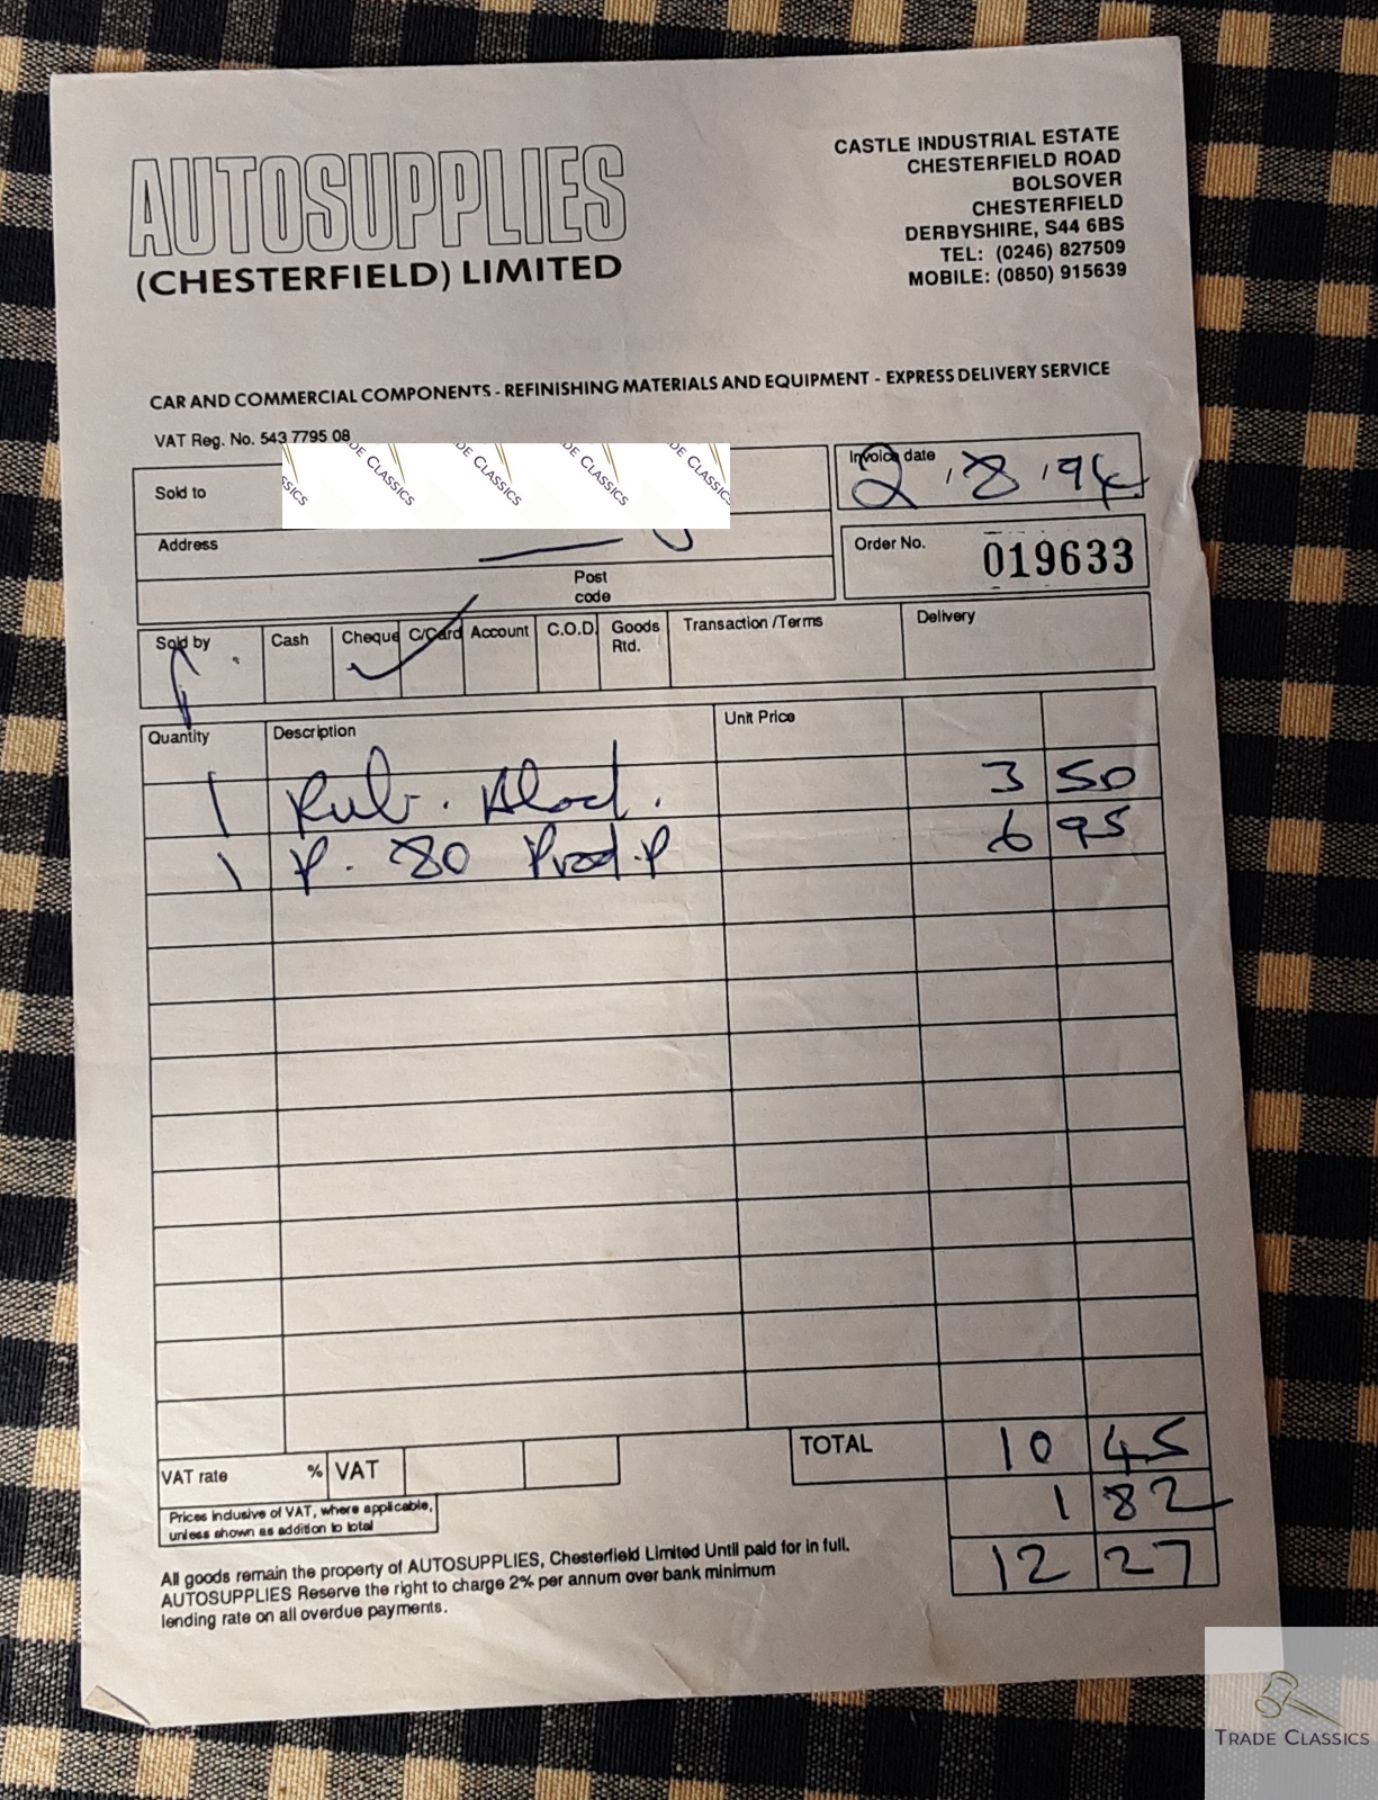 AUTOSUPPLIES
(CHESTERFIELD) LIMITED
CASTLE INDUSTRIAL ESTATE
CHESTERFIELD ROAD
BOLSOVER
CHESTERFIELD
DERBYSHIRE, S44 6BS
TEL: (0246) 827509
MOBILE: (0850) 915639
CAR AND COMMERCIAL COMPONENTS - REFINISHING MATERIALS AND EQUIPMENT - EXPRESS DELIVERY SERVICE
VAT Reg. No. 543 7795 08
Sold to
Invoice date 2.8.94
Address
Order No. 019633
Post
code
Sold by Cash Cheque C/Card Account C.O.D. Goods Rtd. Transaction/Terms Delivery
Quantity Description Unit Price
1 Rub. Block. 3 50
1 P. 80 Prod. P 6 95
TOTAL 10 45
VAT rate % VAT
1 82
12 27
Prices inclusive of VAT, where applicable,
unless shown as addition to total
All goods remain the property of AUTOSUPPLIES, Chesterfield Limited Until paid for in full.
AUTOSUPPLIES Reserve the right to charge 2% per annum over bank minimum
lending rate on all overdue payments.
TRADE CLASSICS